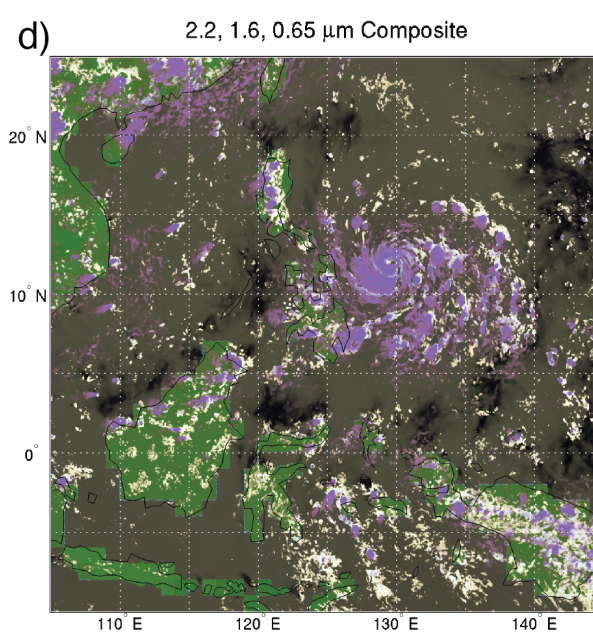 d)
2.2, 1.6, 0.65 μm Composite
20° N
10° N
0°
110° E
120° E
130° E
140° E